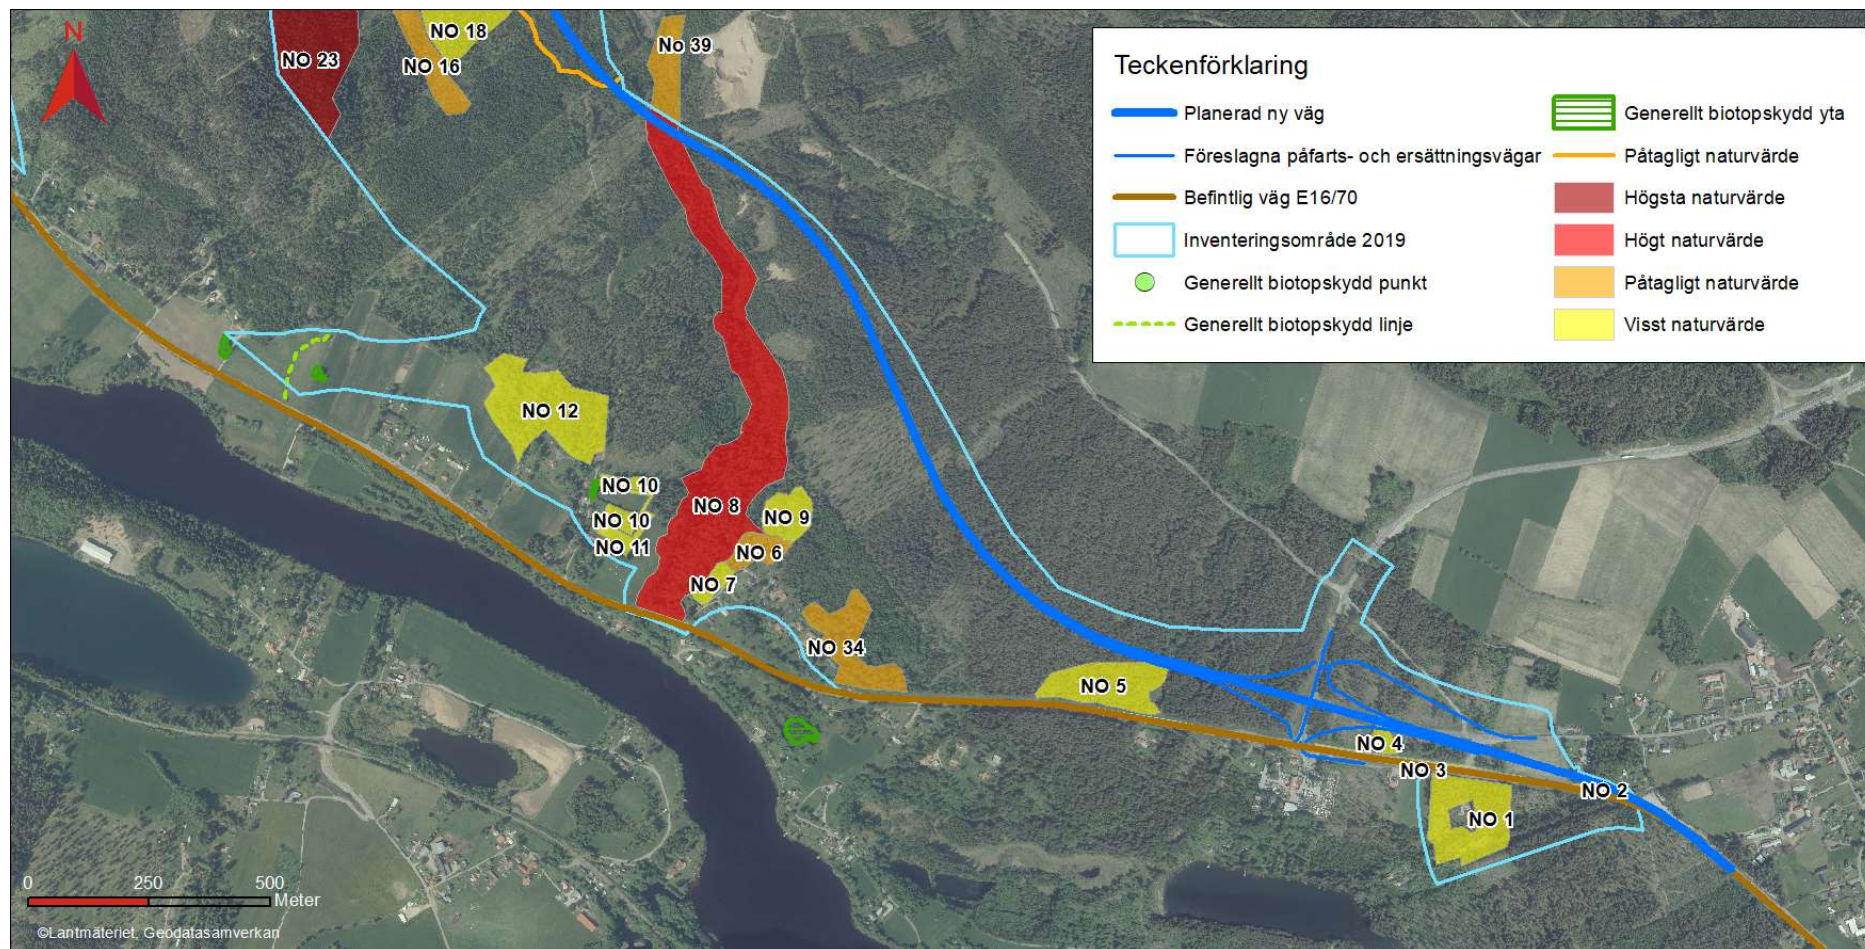 N
NO 23
NO 18
NO 16
No 39
Teckenförklaring
Planerad ny väg
Föreslagna påfarts- och ersättningsvägar
Befintlig väg E16/70
Inventeringsområde 2019
Generellt biotopskydd punkt
Generellt biotopskydd linje
Generellt biotopskydd yta
Påtagligt naturvärde
Högsta naturvärde
Högt naturvärde
Påtagligt naturvärde
Visst naturvärde
NO 12
NO 10
NO 10
NO 11
NO 8
NO 9
NO 6
NO 7
NO 34
NO 5
NO 4
NO 3
NO 2
NO 1
0 250 500
Meter
©Lantmäteriet, Geodatasamverkan